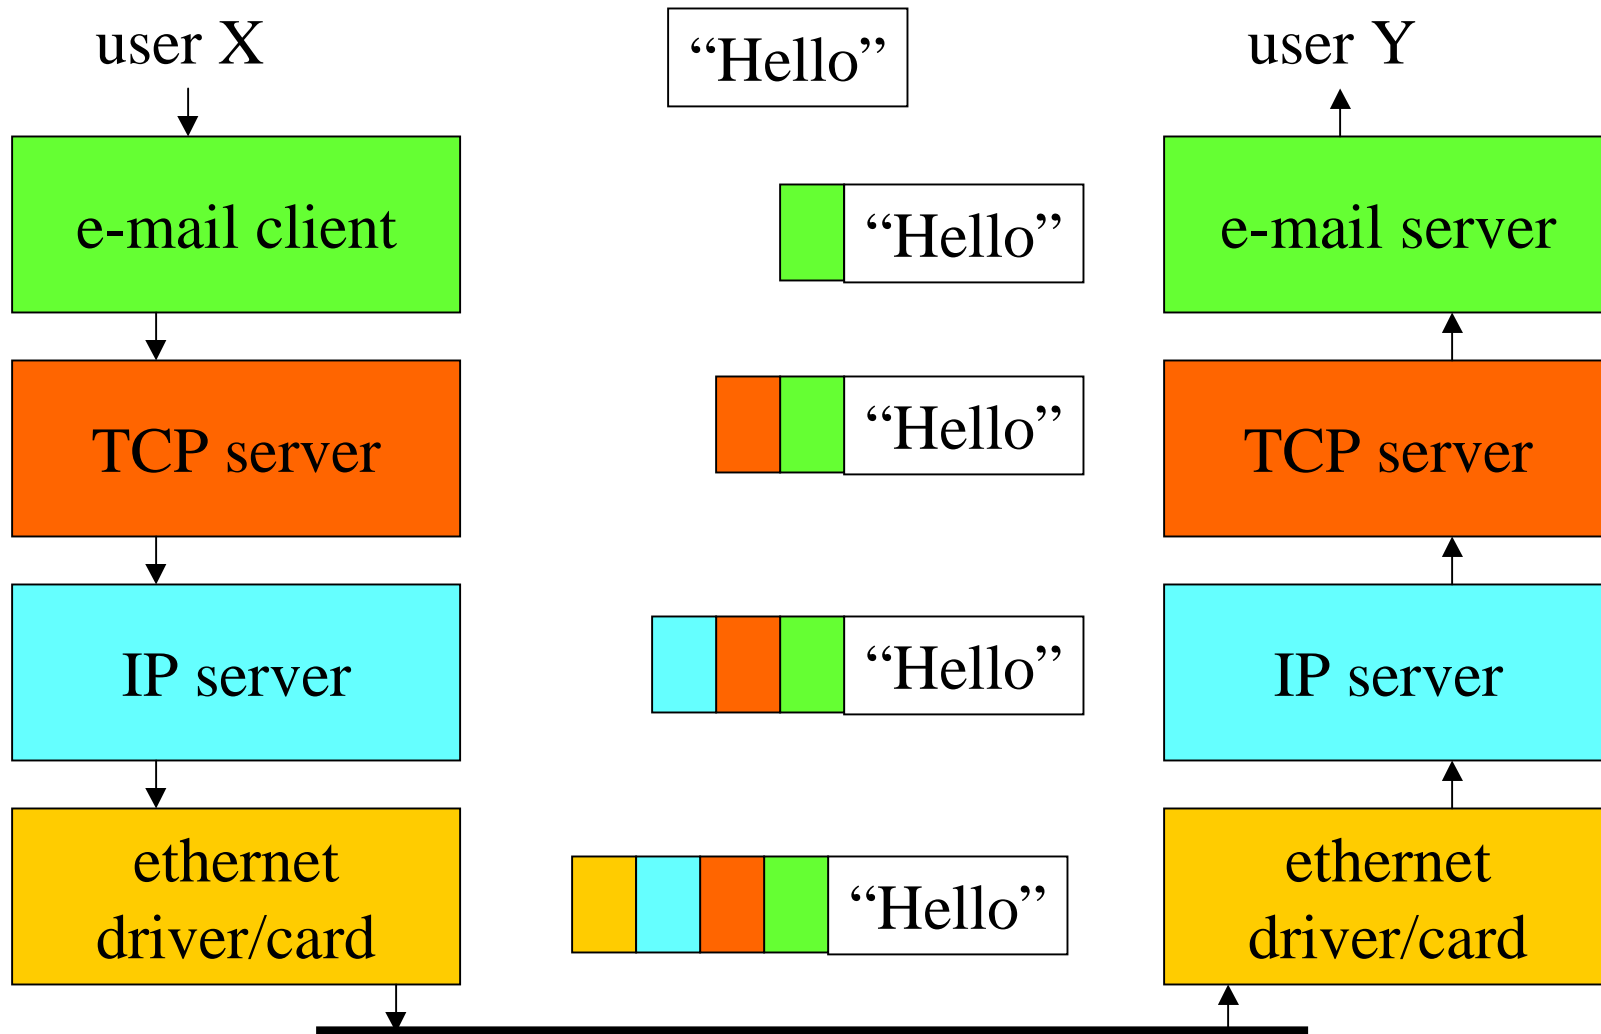 user X
“Hello”
user Y
e-mail client
“Hello”
e-mail server
TCP server
“Hello”
TCP server
IP server
“Hello”
IP server
ethernet
driver/card
“Hello”
ethernet
driver/card